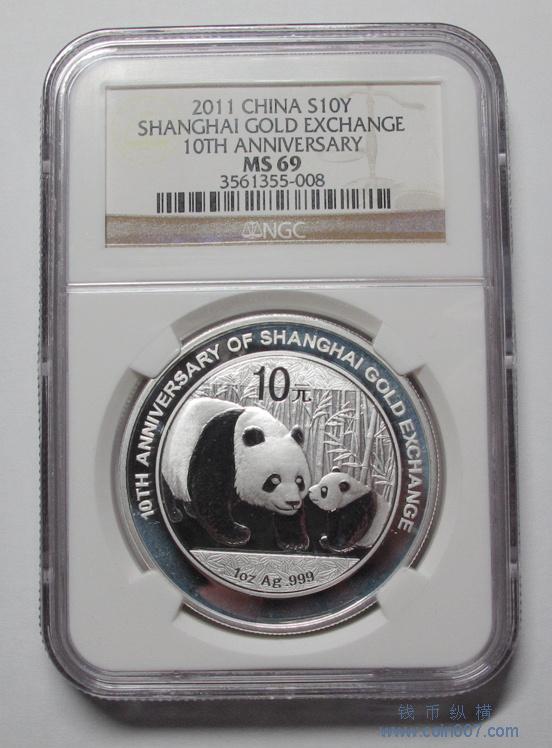 2011 CHINA S10Y
SHANGHAI GOLD EXCHANGE
10TH ANNIVERSARY
MS 69
3561355-008
NGC
10TH ANNIVERSARY OF SHANGHAI GOLD EXCHANGE
10元
1oz Ag .999
钱币纵横
www.coin007.com